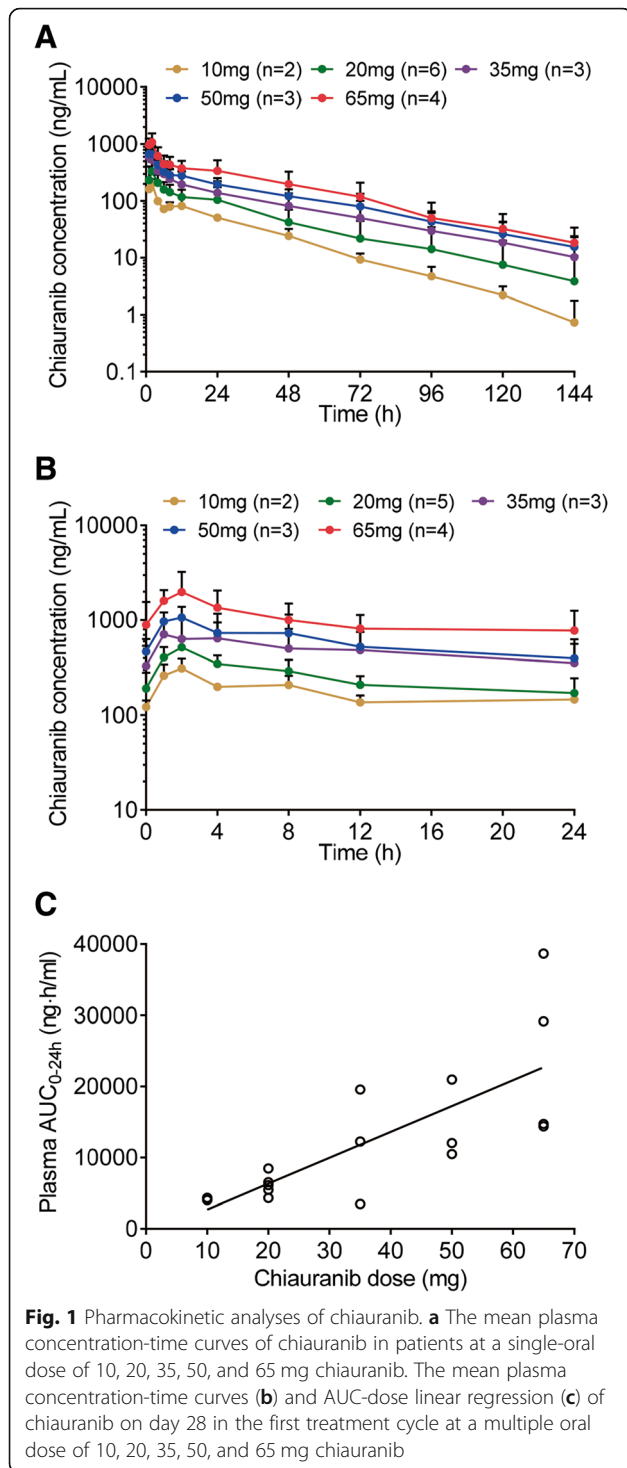 A
10mg (n=2) 20mg (n=6) 35mg (n=3)
50mg (n=3) 65mg (n=4)
Chiauranib concentration (ng/mL)
10000
1000
100
10
1
0.1
0 24 48 72 96 120 144
Time (h)
B
10mg (n=2) 20mg (n=5) 35mg (n=3)
50mg (n=3) 65mg (n=4)
Chiauranib concentration (ng/mL)
10000
1000
100
10
0 4 8 12 16 20 24
Time (h)
C
Plasma AUC0-24h (ng·h/ml)
40000
30000
20000
10000
0
0 10 20 30 40 50 60 70
Chiauranib dose (mg)
Fig. 1 Pharmacokinetic analyses of chiauranib. a The mean plasma
concentration-time curves of chiauranib in patients at a single-oral
dose of 10, 20, 35, 50, and 65 mg chiauranib. The mean plasma
concentration-time curves (b) and AUC-dose linear regression (c) of
chiauranib on day 28 in the first treatment cycle at a multiple oral
dose of 10, 20, 35, 50, and 65 mg chiauranib